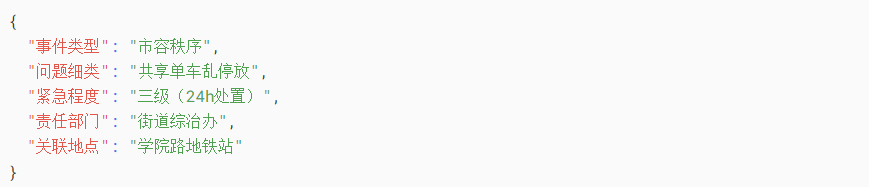 {
"事件类型": "市容秩序",
"问题细类": "共享单车乱停放",
"紧急程度": "三级（24h处置）",
"责任部门": "街道综治办",
"关联地点": "学院路地铁站"
}